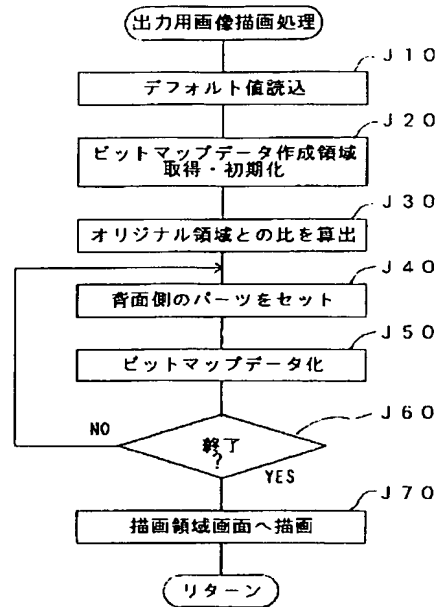 出力用画像描画処理
J10
デフォルト値読込
J20
ビットマップデータ作成領域
取得・初期化
J30
オリジナル領域との比を算出
J40
背面側のパーツをセット
J50
ビットマップデータ化
J60
NO
終了
?
YES
J70
描画領域画面へ描画
リターン